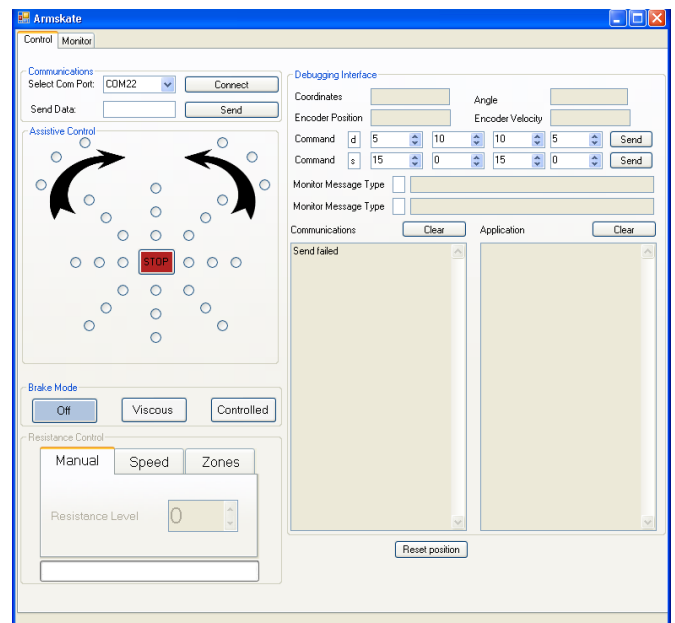 Armskate
Control Monitor
Communications
Select Com Port: COM22 Connect
Send Data: Send
Assistive Control
STOP
Brake Mode
Off Viscous Controlled
Resistance Control
Manual Speed Zones
Resistance Level 0
Debugging Interface
Coordinates Angle
Encoder Position Encoder Velocity
Command d 5 10 10 5 Send
Command s 15 0 15 0 Send
Monitor Message Type
Monitor Message Type
Communications Clear Application Clear
Send failed
Reset position